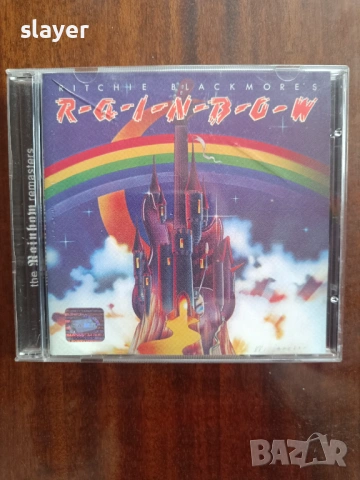 slayer
RITCHIE BLACKMORE'S
R-A-I-N-B-O-W
the Rainbow remasters
BAZAR